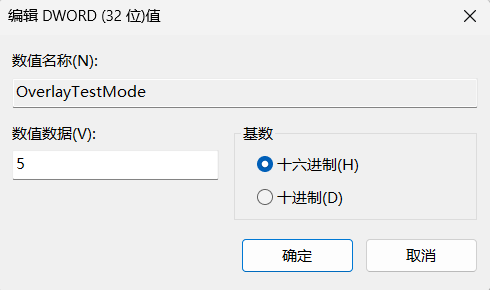 编辑 DWORD (32 位)值
数值名称(N):
OverlayTestMode
数值数据(V):
5
基数
十六进制(H)
十进制(D)
确定
取消